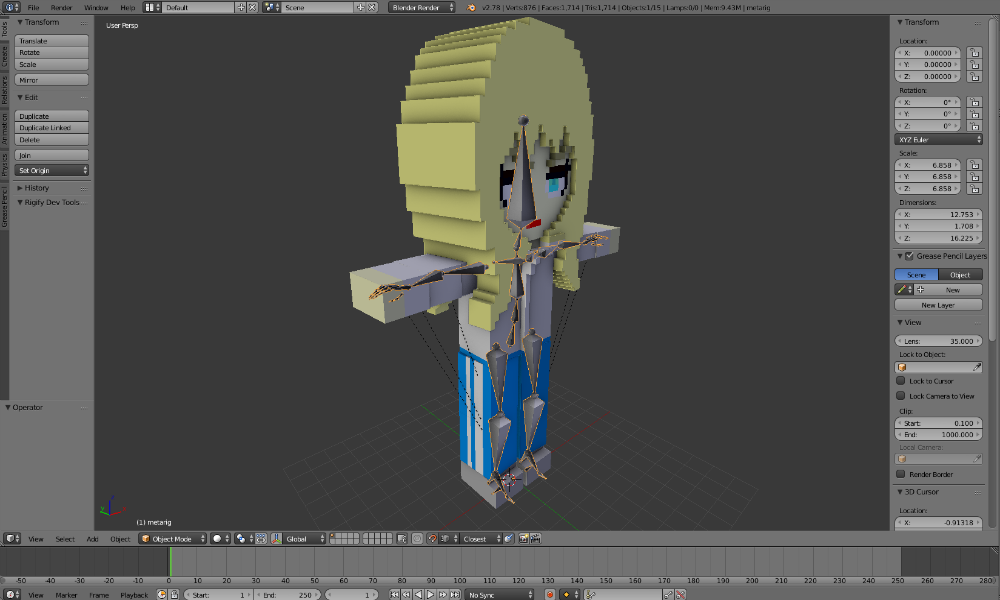 File Render Window Help Default Scene Blender Render v2.78 | Verts:876 | Faces:1,714 | Tris:1,714 | Objects:1/15 | Lamps:0/0 | Mem:9.43M | metarig
Transform
Translate
Rotate
Scale
Mirror
Edit
Duplicate
Duplicate Linked
Delete
Join
Set Origin
History
Rigify Dev Tools
Operator
Tools
Create
Relations
Animation
Physics
Grease Pencil
User Persp
(1) metarig
Transform
Location:
X: 0.00000
Y: 0.00000
Z: 0.00000
Rotation:
X: 0°
Y: 0°
Z: 0°
XYZ Euler
Scale:
X: 6.858
Y: 6.858
Z: 6.858
Dimensions:
X: 12.753
Y: 1.708
Z: 16.225
Grease Pencil Layers
Scene Object
New
New Layer
View
Lens: 35.000
Lock to Object:
Lock to Cursor
Lock Camera to View
Clip:
Start: 0.100
End: 1000.000
Local Camera:
Render Border
3D Cursor
Location:
X: -0.91318
View Select Add Object Object Mode Global Closest
-50 -40 -30 -20 -10 0 10 20 30 40 50 60 70 80 90 100 110 120 130 140 150 160 170 180 190 200 210 220 230 240 250 260 270 280
View Marker Frame Playback Start: 1 End: 250 1 No Sync